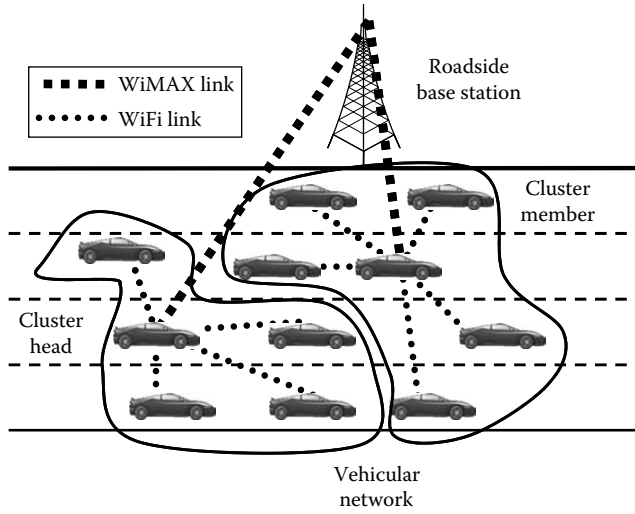 Roadside
base station
WiMAX link
WiFi link
Cluster
member
Cluster
head
Vehicular
network